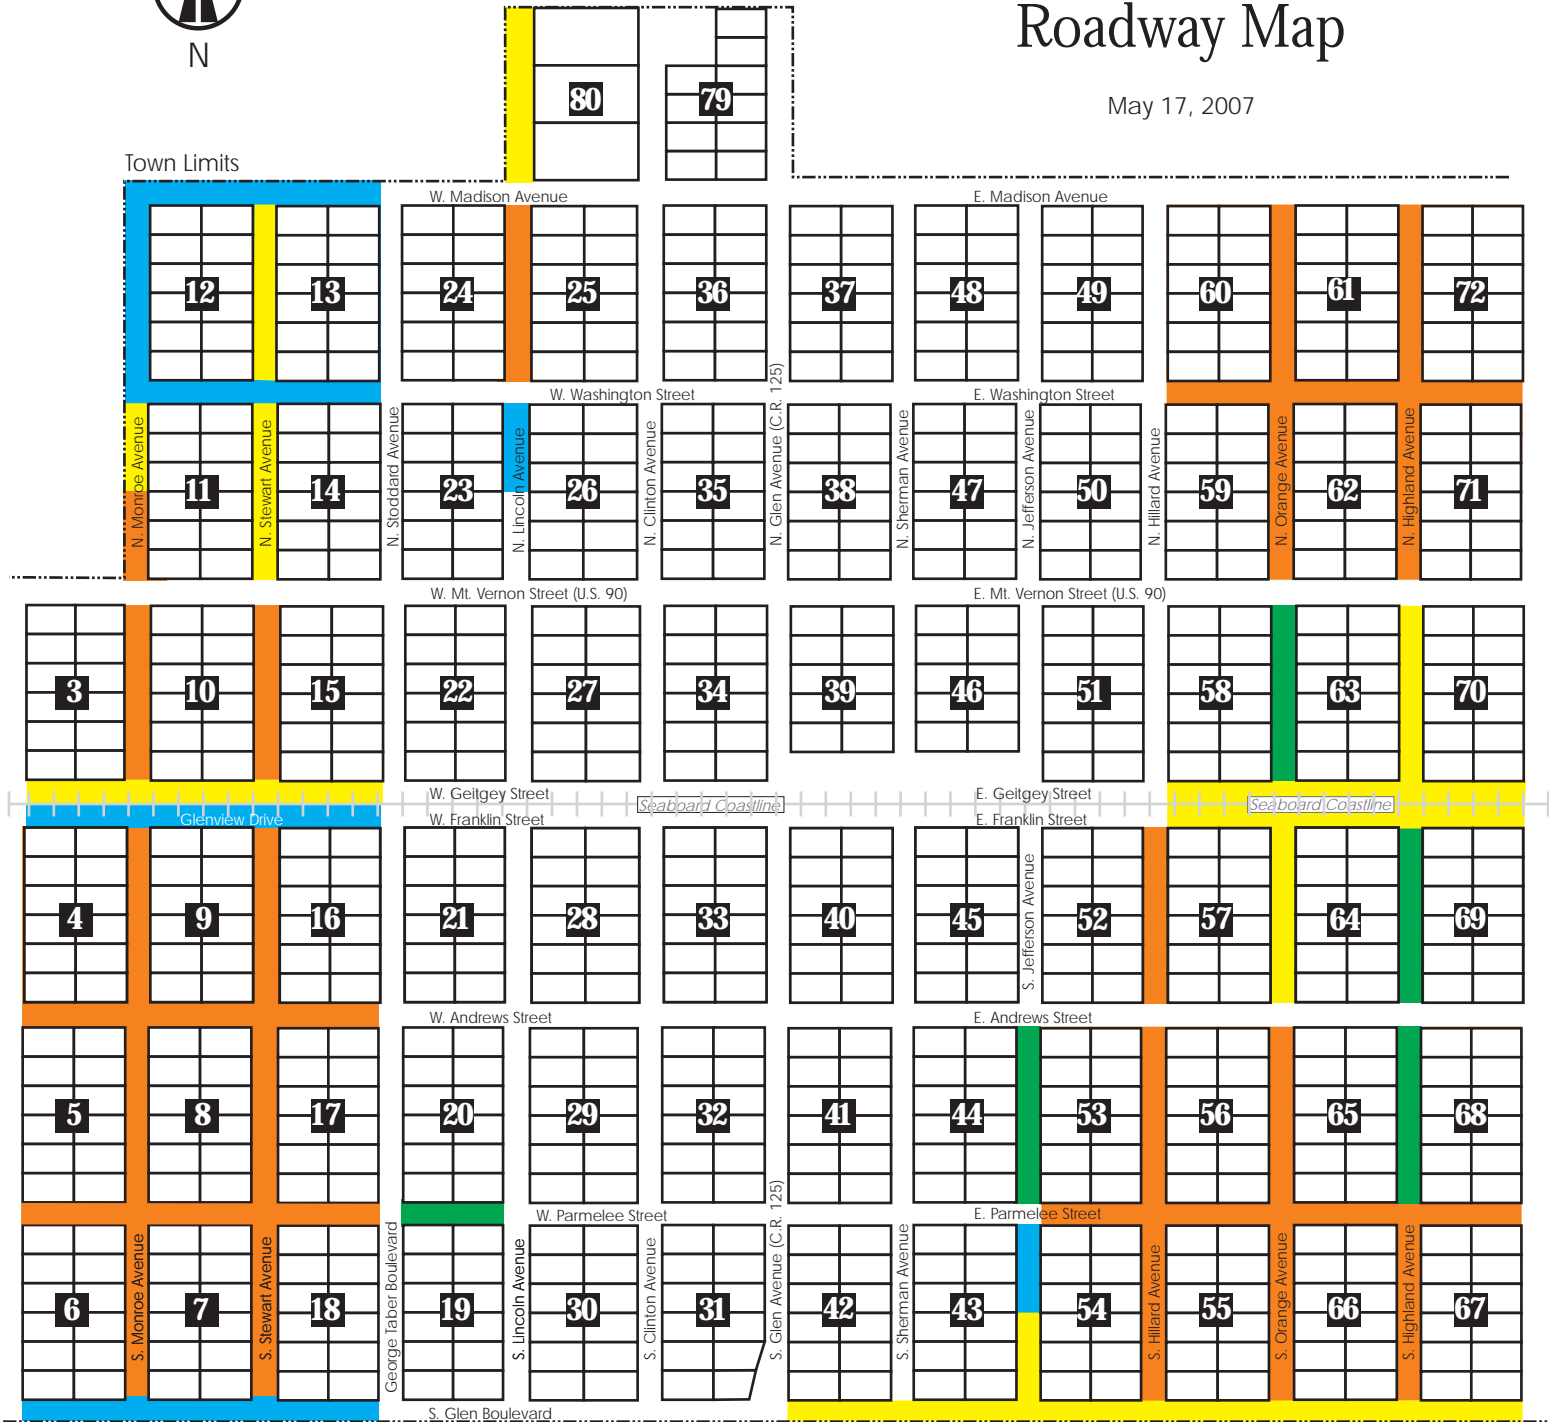 Roadway Map
N
May 17, 2007
80
79
Town Limits
W. Madison Avenue
E. Madison Avenue
12
13
24
25
36
37
48
49
60
61
72
W. Washington Street
E. Washington Street
N. Monroe Avenue
N. Stewart Avenue
N. Stoddard Avenue
N. Lincoln Avenue
N. Clinton Avenue
N. Glen Avenue (C.R. 125)
N. Sherman Avenue
N. Jefferson Avenue
N. Hillard Avenue
N. Orange Avenue
N. Highland Avenue
11
14
23
26
35
38
47
50
59
62
71
W. Mt. Vernon Street (U.S. 90)
E. Mt. Vernon Street (U.S. 90)
3
10
15
22
27
34
39
46
51
58
63
70
W. Geitgey Street
E. Geitgey Street
Seaboard Coastline
Seaboard Coastline
Glenview Drive
W. Franklin Street
E. Franklin Street
4
9
16
21
28
33
40
45
S. Jefferson Avenue
52
57
64
69
W. Andrews Street
E. Andrews Street
5
8
17
20
29
32
41
44
53
56
65
68
W. Parmelee Street
E. Parmelee Street
6
S. Monroe Avenue
7
S. Stewart Avenue
18
George Taber Boulevard
19
S. Lincoln Avenue
30
S. Clinton Avenue
31
S. Glen Avenue (C.R. 125)
42
S. Sherman Avenue
43
54
S. Hillard Avenue
55
S. Orange Avenue
66
S. Highland Avenue
67
S. Glen Boulevard